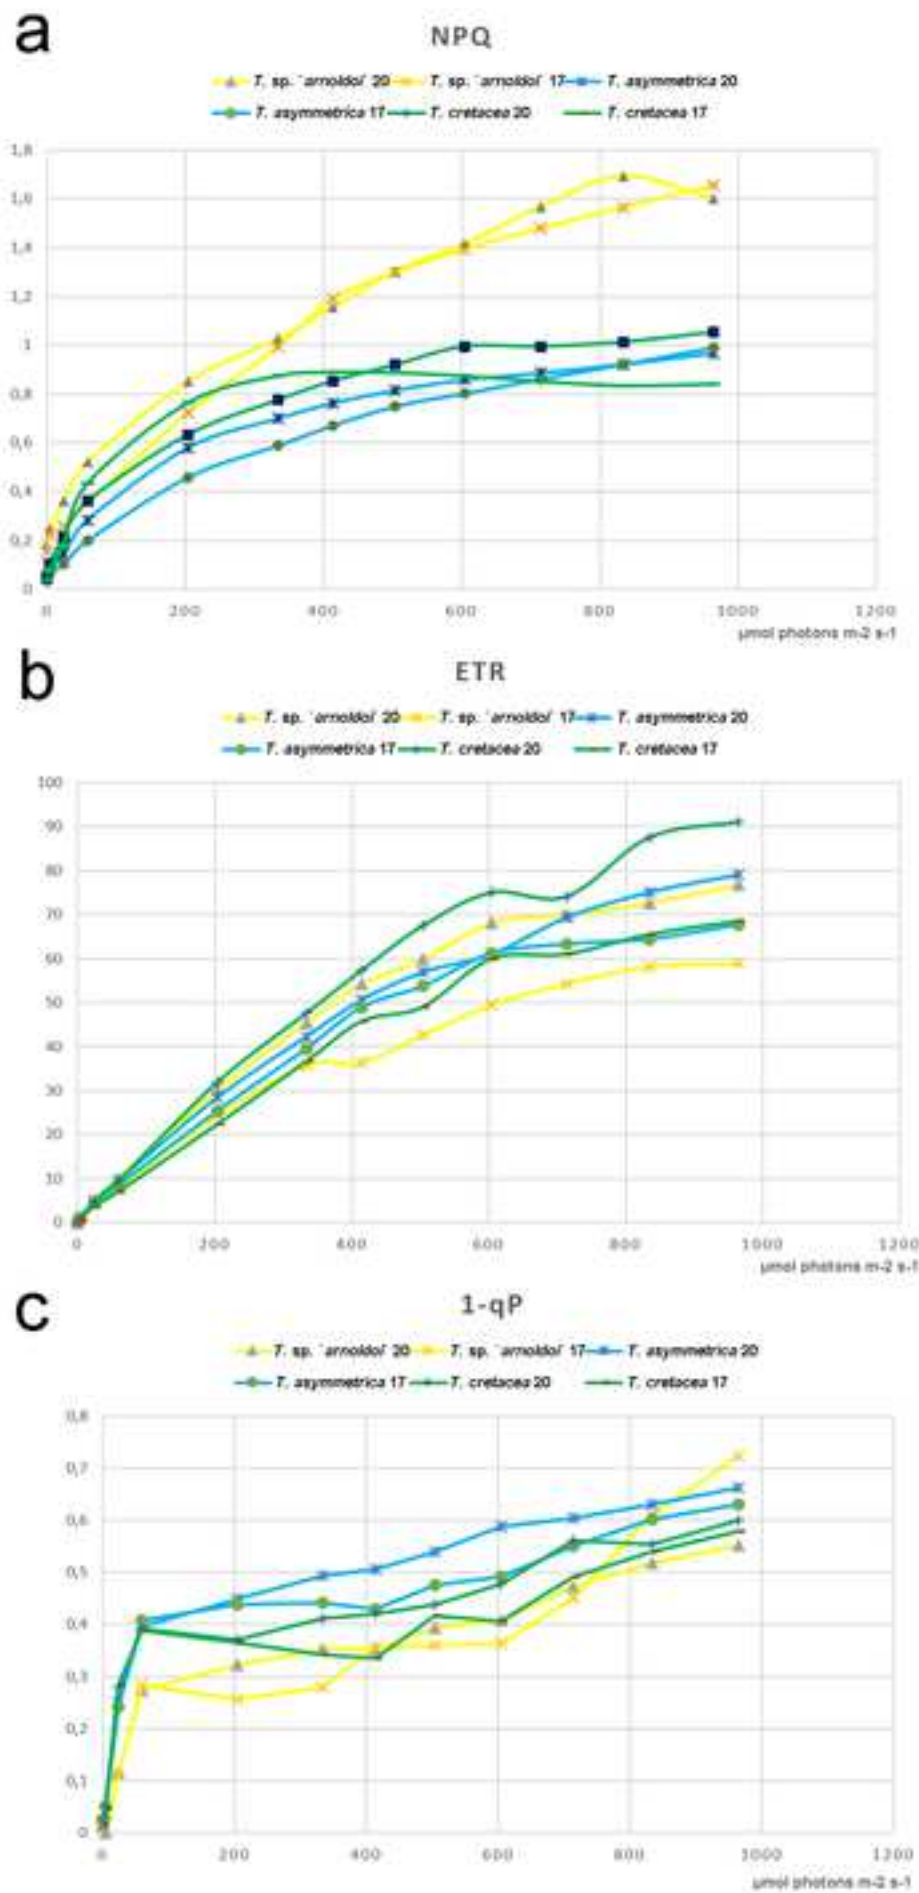 a
NPQ
T. sp. ´arnoldoi´ 20 T. sp. ´arnoldoi´ 17 T. asymmetrica 20
T. asymmetrica 17 T. cretacea 20 T. cretacea 17
1,8
1,6
1,4
1,2
1
0,8
0,6
0,4
0,2
0
0 200 400 600 800 1000 1200
µmol photons m-2 s-1
b
ETR
T. sp. ´arnoldoi´ 20 T. sp. ´arnoldoi´ 17 T. asymmetrica 20
T. asymmetrica 17 T. cretacea 20 T. cretacea 17
100
90
80
70
60
50
40
30
20
10
0
0 200 400 600 800 1000 1200
µmol photons m-2 s-1
c
1-qP
T. sp. ´arnoldoi´ 20 T. sp. ´arnoldoi´ 17 T. asymmetrica 20
T. asymmetrica 17 T. cretacea 20 T. cretacea 17
0,8
0,7
0,6
0,5
0,4
0,3
0,2
0,1
0
0 200 400 600 800 1000 1200
µmol photons m-2 s-1